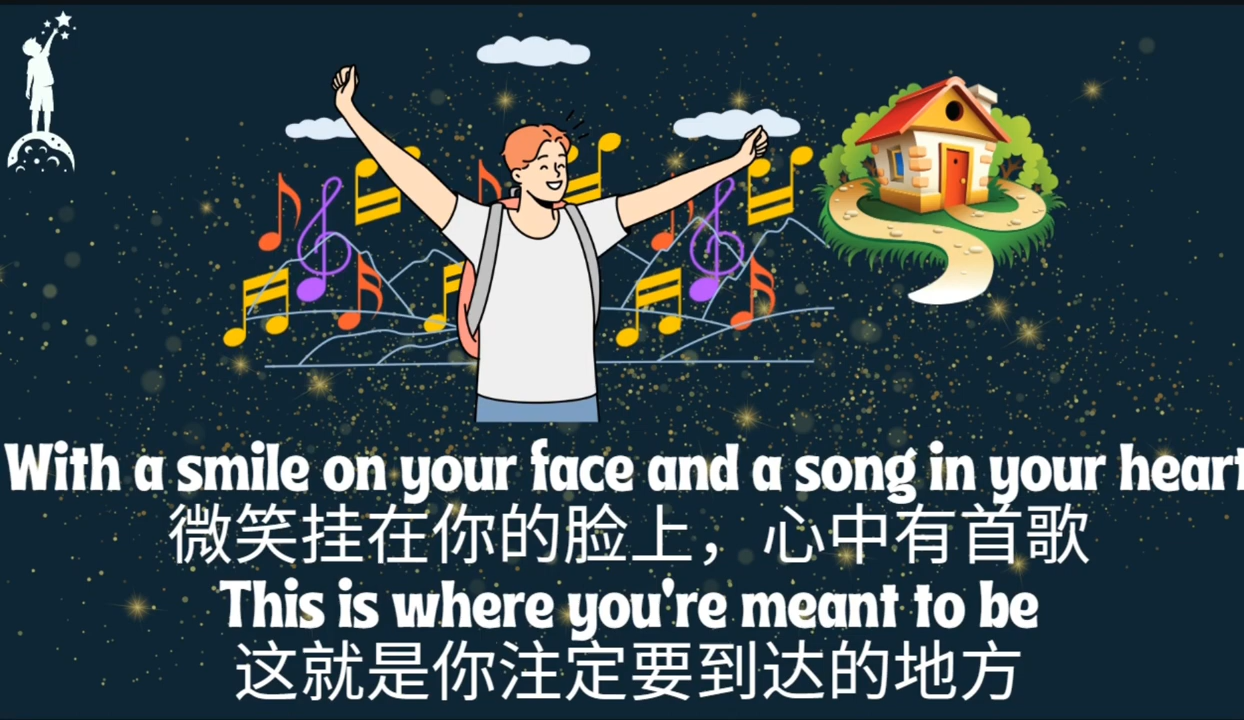 With a smile on your face and a song in your heart
微笑挂在你的脸上，心中有首歌
This is where you're meant to be
这就是你注定要到达的地方